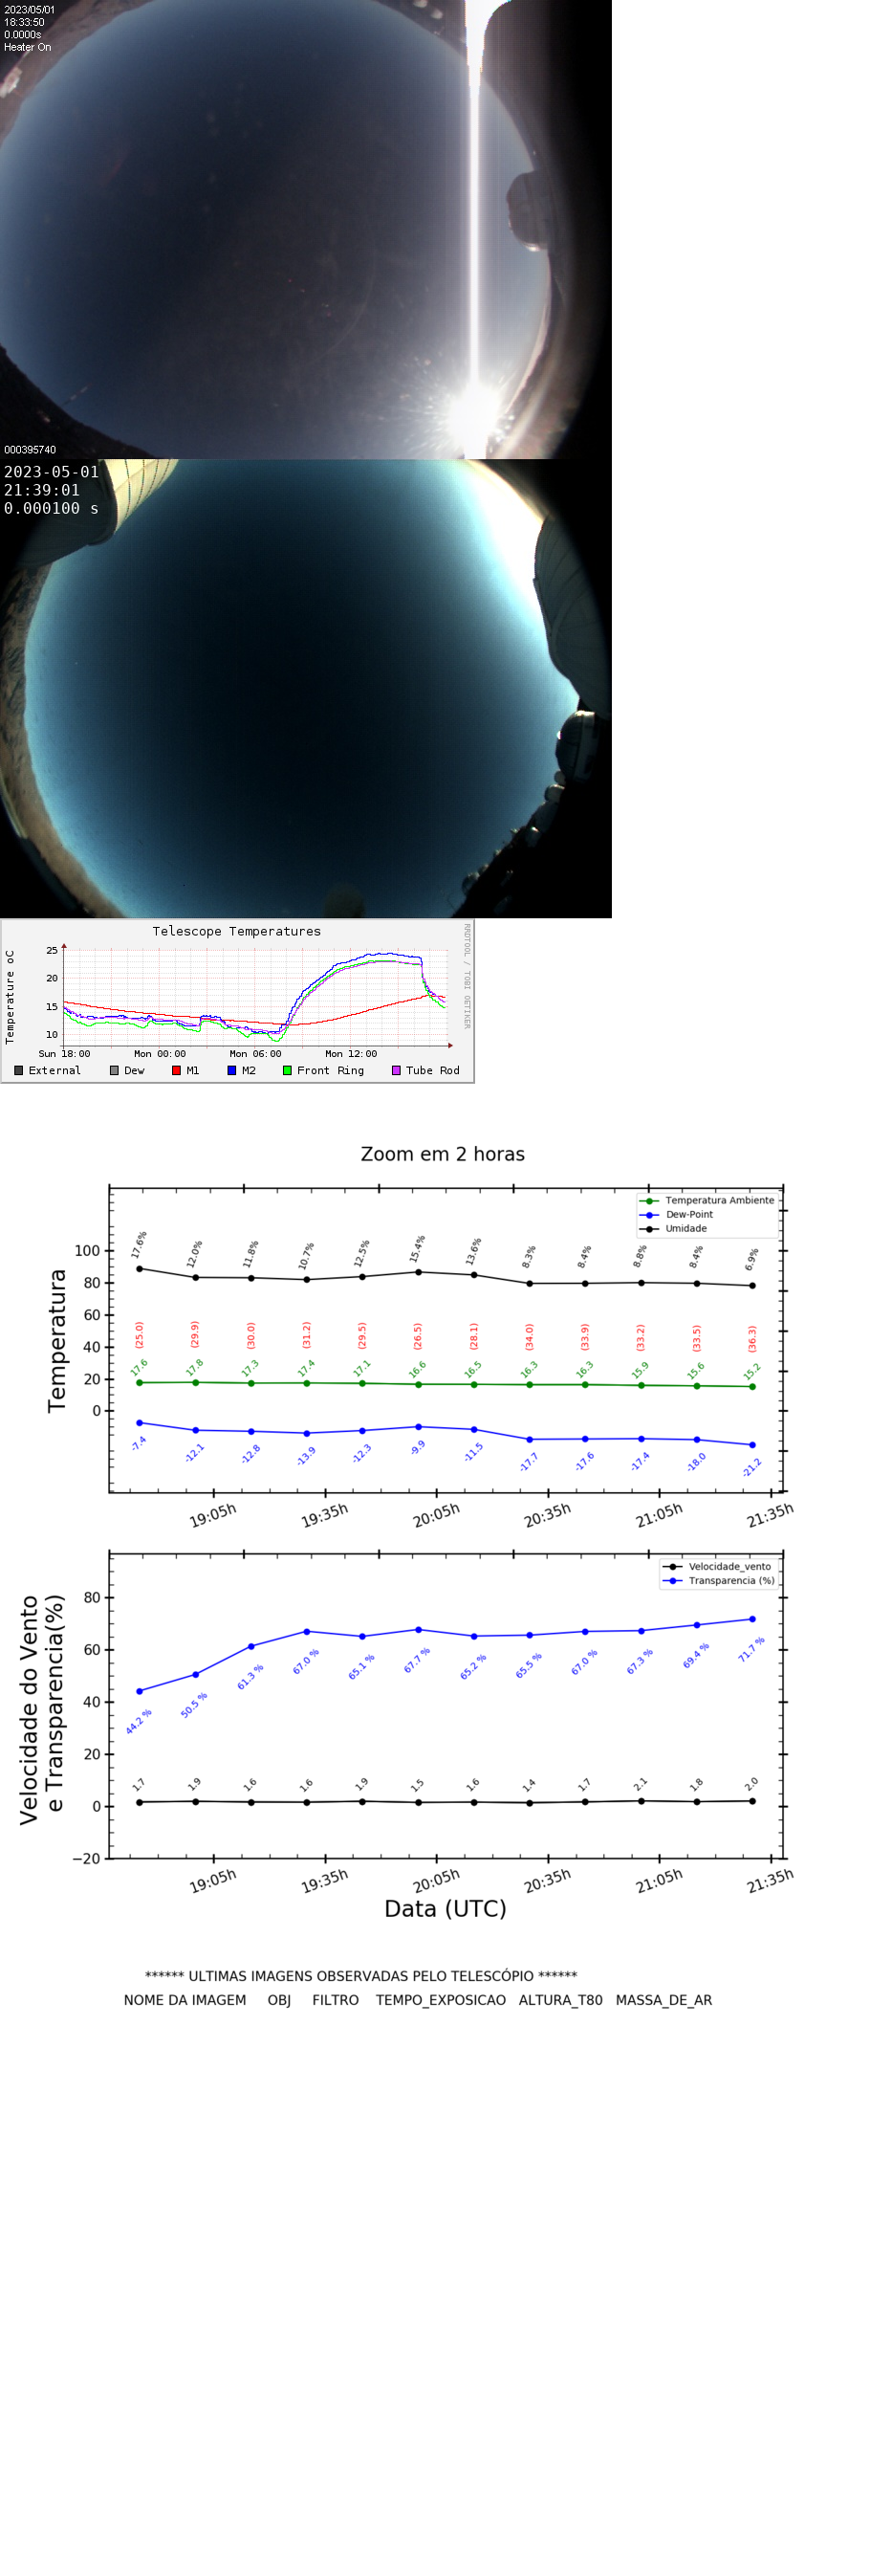 2023/05/01
18:33:50
0.0000s
Heater On
000395740
2023-05-01
21:39:01
0.000100 s
Telescope Temperatures
RRDTOOL / TOBI OETIKER
Temperature oC
25
20
15
10
Sun 18:00 Mon 00:00 Mon 06:00 Mon 12:00
External Dew M1 M2 Front Ring Tube Rod
Zoom em 2 horas
Temperatura Ambiente
Dew-Point
Umidade
Temperatura
100
80
60
40
20
0
17.6% 12.0% 11.8% 10.7% 12.5% 15.4% 13.6% 8.3% 8.4% 8.8% 8.4% 6.9%
(25.0) (29.9) (30.0) (31.2) (29.5) (26.5) (28.1) (34.0) (33.9) (33.2) (33.5) (36.3)
17.6 17.8 17.3 17.4 17.1 16.6 16.5 16.3 16.3 15.9 15.6 15.2
-7.4 -12.1 -12.8 -13.9 -12.3 -9.9 -11.5 -17.7 -17.6 -17.4 -18.0 -21.2
19:05h 19:35h 20:05h 20:35h 21:05h 21:35h
Velocidade_vento
Transparencia (%)
Velocidade do Vento
e Transparencia(%)
80
60
40
20
0
−20
44.2 % 50.5 % 61.3 % 67.0 % 65.1 % 67.7 % 65.2 % 65.5 % 67.0 % 67.3 % 69.4 % 71.7 %
1.7 1.9 1.6 1.6 1.9 1.5 1.6 1.4 1.7 2.1 1.8 2.0
19:05h 19:35h 20:05h 20:35h 21:05h 21:35h
Data (UTC)
****** ULTIMAS IMAGENS OBSERVADAS PELO TELESCÓPIO ******
NOME DA IMAGEM OBJ FILTRO TEMPO_EXPOSICAO ALTURA_T80 MASSA_DE_AR